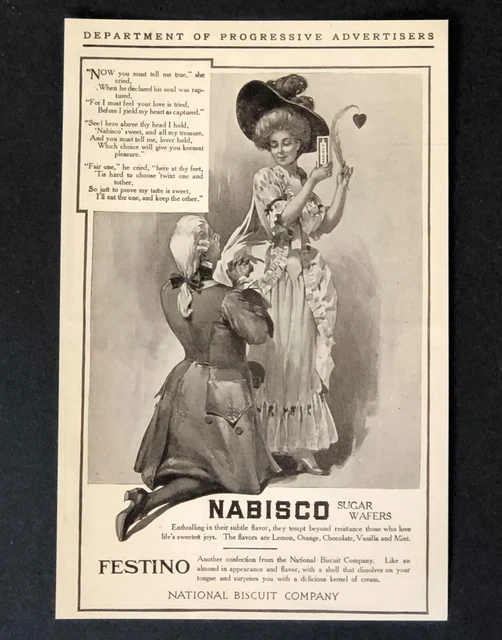 DEPARTMENT OF PROGRESSIVE ADVERTISERS
"NOW you must tell me true," she
cried,
When he declared his soul was rap-
tured,
"For I must feel your love is tried,
Before I yield my heart as captured."
"See! here above thy head I hold,
'Nabisco' sweet, and all my treasure,
And you must tell me, lover bold,
Which choice will give you keenest
pleasure."
"Fair one," he cried, "here at thy feet,
'Tis hard to choose 'twixt one and
tother,
So just to prove my taste is sweet,
I'll eat the one, and keep the other."
NABISCO SUGAR
WAFERS
Enthralling in their subtle flavor, they tempt beyond resistance those who love
life's sweetest joys. The flavors are Lemon, Orange, Chocolate, Vanilla and Mint.
FESTINO
Another confection from the National Biscuit Company. Like an
almond in appearance and flavor, with a shell that dissolves on your
tongue and surprises you with a delicious kernel of cream.
NATIONAL BISCUIT COMPANY